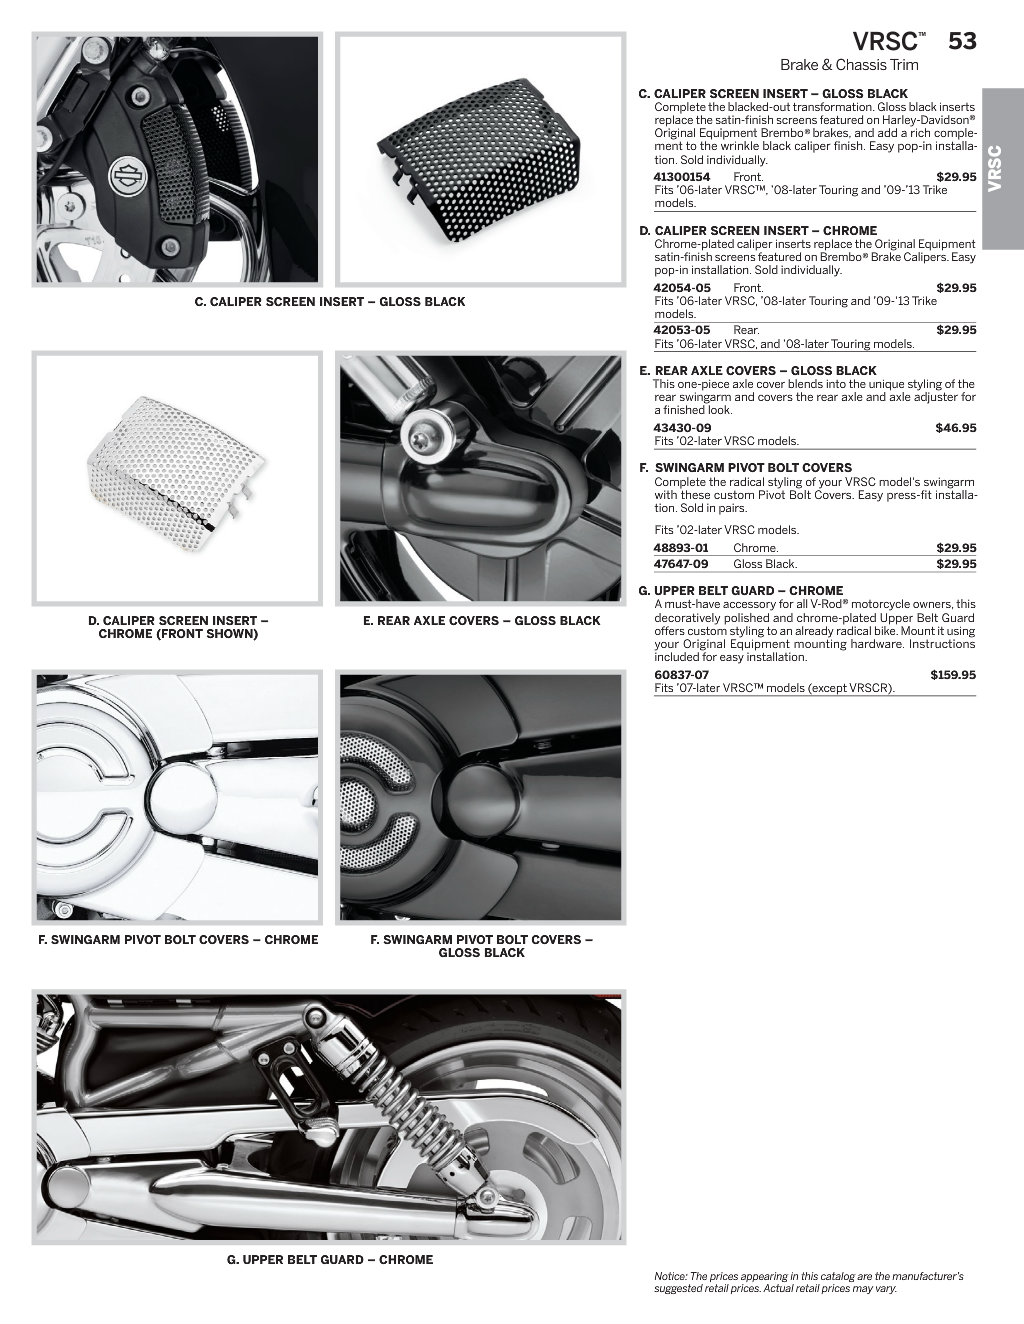 VRSC™ 53
Brake & Chassis Trim
C. CALIPER SCREEN INSERT – GLOSS BLACK
Complete the blacked-out transformation. Gloss black inserts
replace the satin-finish screens featured on Harley-Davidson®
Original Equipment Brembo® brakes, and add a rich comple-
ment to the wrinkle black caliper finish. Easy pop-in installa-
tion. Sold individually.
41300154 Front. $29.95
Fits ’06-later VRSC™, ’08-later Touring and ’09-’13 Trike
models.
D. CALIPER SCREEN INSERT – CHROME
Chrome-plated caliper inserts replace the Original Equipment
satin-finish screens featured on Brembo® Brake Calipers. Easy
pop-in installation. Sold individually.
42054-05 Front. $29.95
Fits ’06-later VRSC, ’08-later Touring and ’09-’13 Trike
models.
42053-05 Rear. $29.95
Fits ’06-later VRSC, and ’08-later Touring models.
E. REAR AXLE COVERS – GLOSS BLACK
This one-piece axle cover blends into the unique styling of the
rear swingarm and covers the rear axle and axle adjuster for
a finished look.
43430-09 $46.95
Fits ’02-later VRSC models.
F. SWINGARM PIVOT BOLT COVERS
Complete the radical styling of your VRSC model's swingarm
with these custom Pivot Bolt Covers. Easy press-fit installa-
tion. Sold in pairs.
Fits ’02-later VRSC models.
48893-01 Chrome. $29.95
47647-09 Gloss Black. $29.95
G. UPPER BELT GUARD – CHROME
A must-have accessory for all V-Rod® motorcycle owners, this
decoratively polished and chrome-plated Upper Belt Guard
offers custom styling to an already radical bike. Mount it using
your Original Equipment mounting hardware. Instructions
included for easy installation.
60837-07 $159.95
Fits ’07-later VRSC™ models (except VRSCR).
VRSC
C. CALIPER SCREEN INSERT – GLOSS BLACK
D. CALIPER SCREEN INSERT –
CHROME (FRONT SHOWN)
E. REAR AXLE COVERS – GLOSS BLACK
F. SWINGARM PIVOT BOLT COVERS – CHROME
F. SWINGARM PIVOT BOLT COVERS –
GLOSS BLACK
G. UPPER BELT GUARD – CHROME
Notice: The prices appearing in this catalog are the manufacturer’s
suggested retail prices. Actual retail prices may vary.